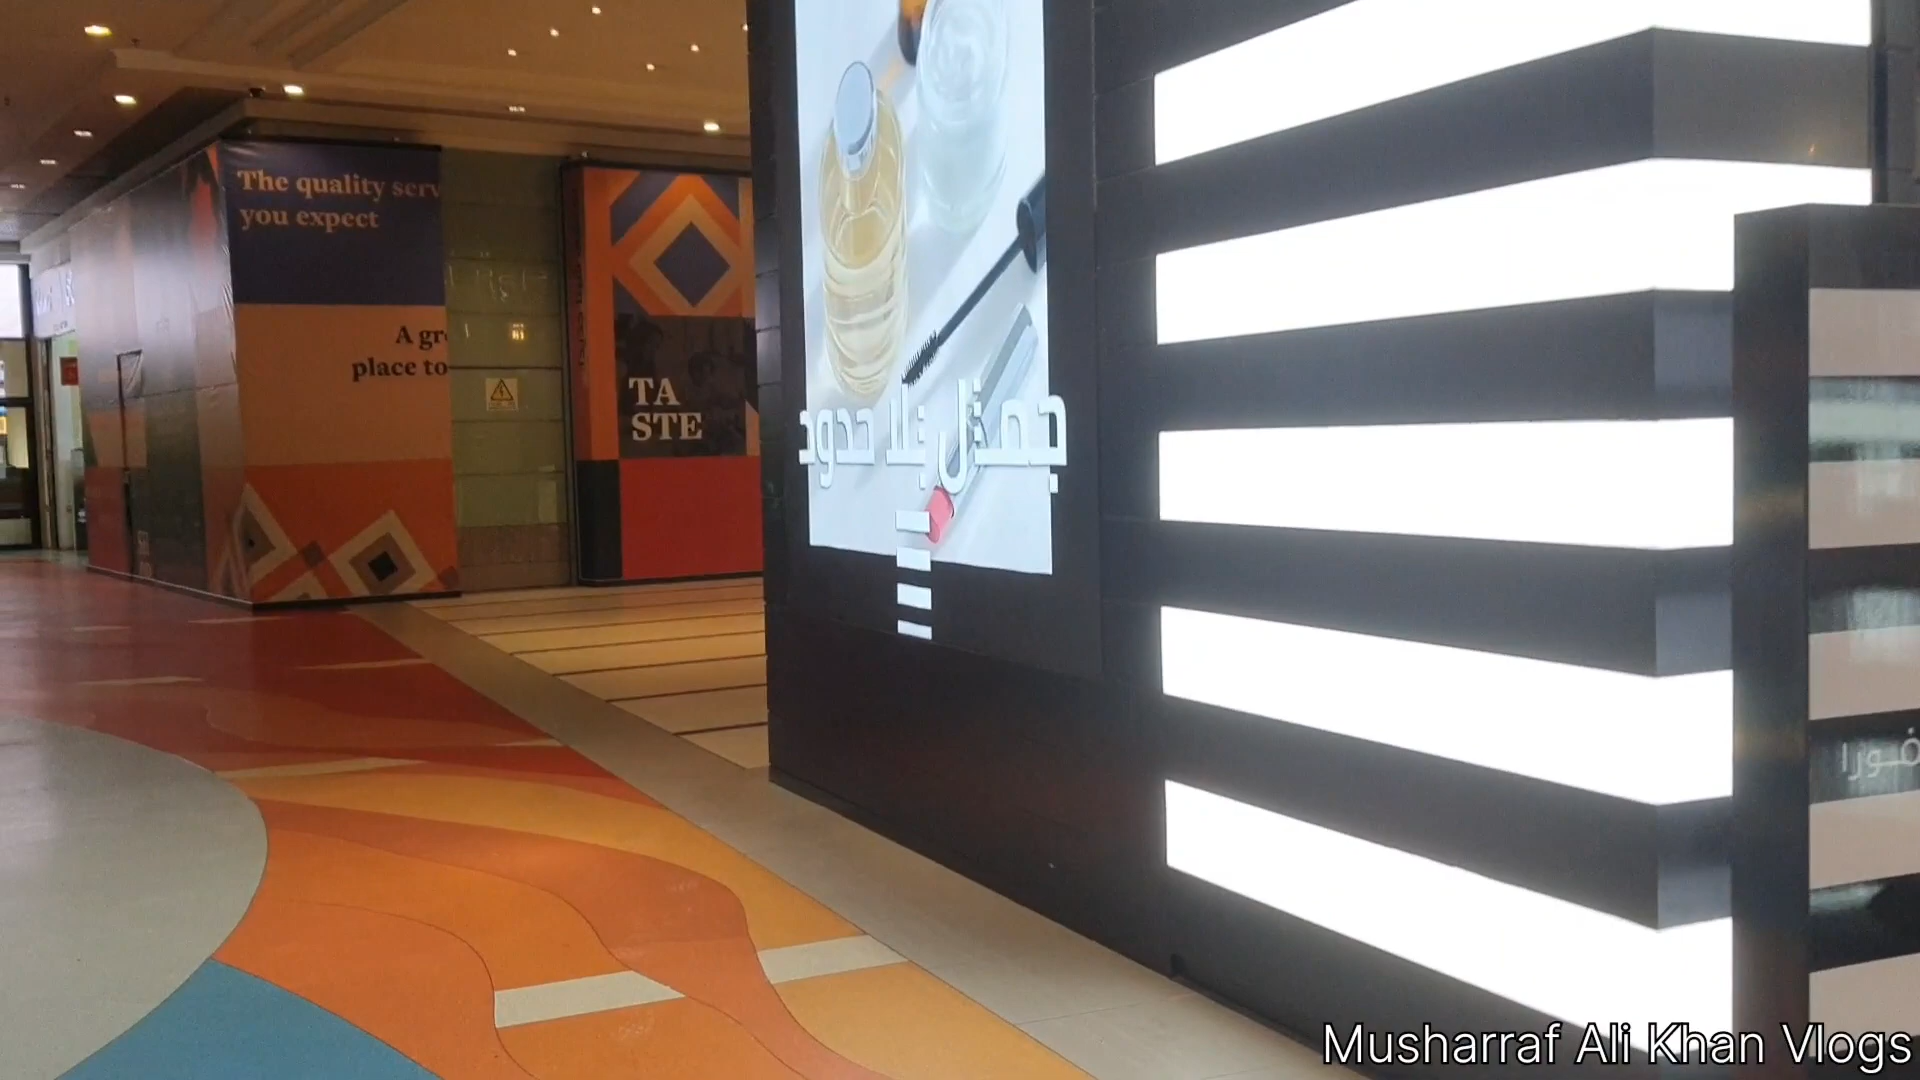 The quality serv
you expect
A gr
place to
TA
STE
جمال بلا حدود
فورا
Musharraf Ali Khan Vlogs